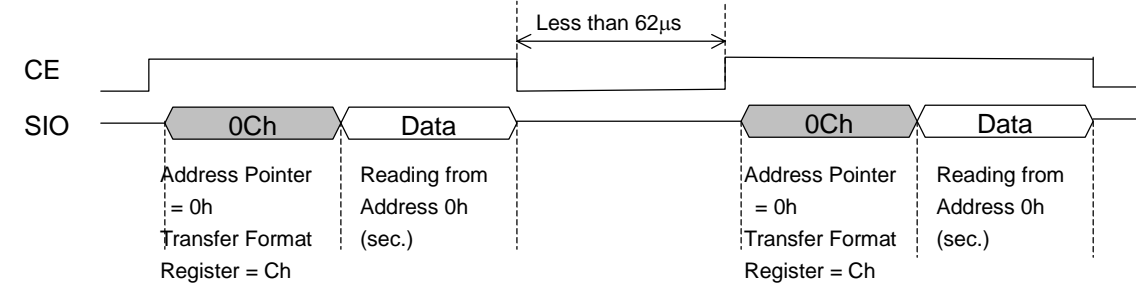 Less than 62μs
CE
SIO
0Ch
Data
0Ch
Data
Address Pointer
= 0h
Transfer Format
Register = Ch
Reading from
Address 0h
(sec.)
Address Pointer
= 0h
Transfer Format
Register = Ch
Reading from
Address 0h
(sec.)